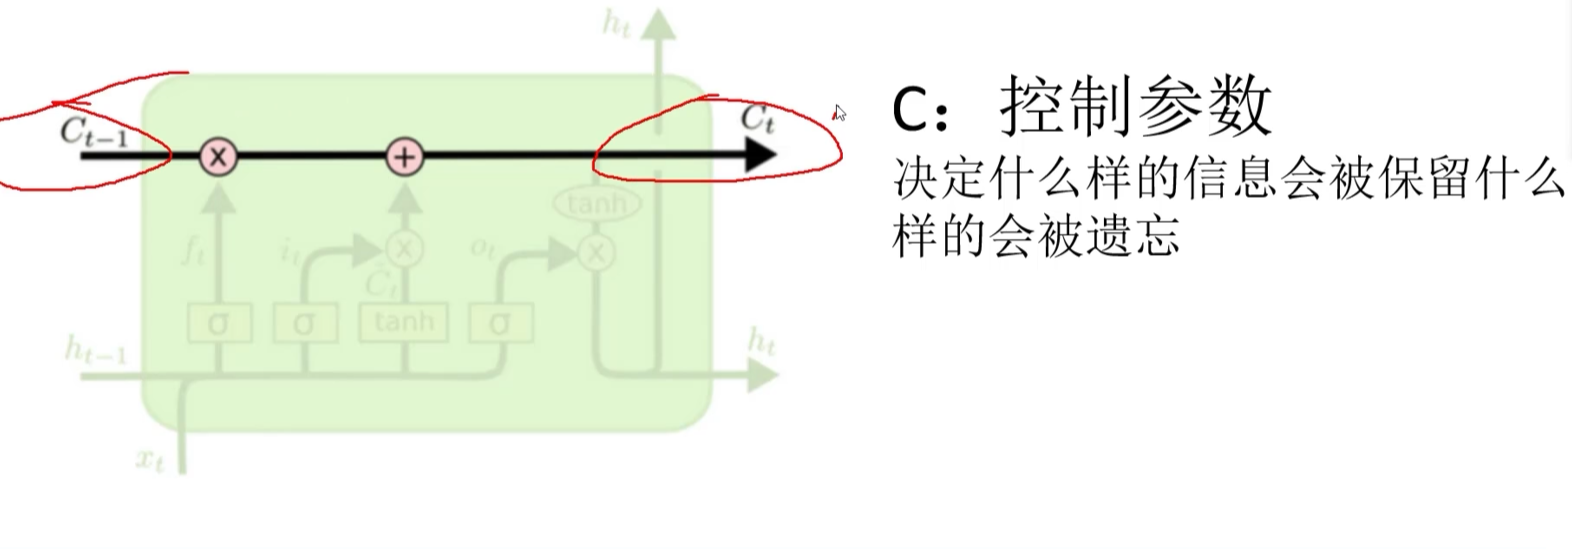 h_t
C_{t-1}
C_t
x
+
tanh
f_t
i_t
x
o_t
x
C̃_t
σ
σ
tanh
σ
h_{t-1}
h_t
x_t
C：控制参数
决定什么样的信息会被保留什么
样的会被遗忘